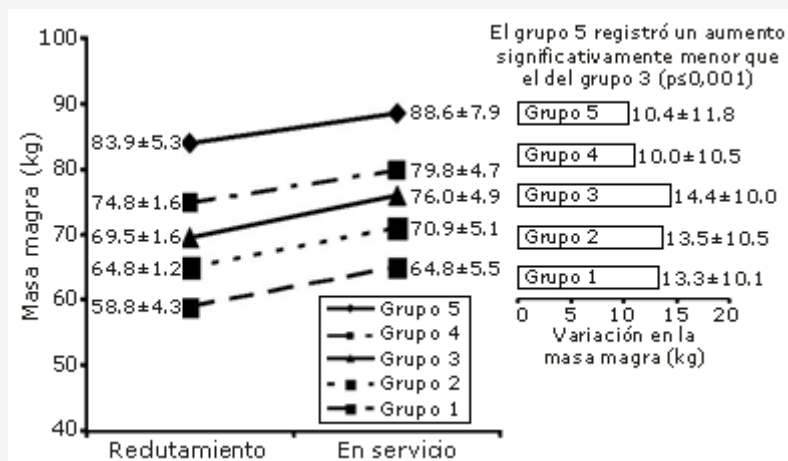 El grupo 5 registró un aumento
significativamente menor que
el del grupo 3 (p≤0,001)
Masa magra (kg)
100
90
80
70
60
50
40
83.9±5.3
88.6±7.9
74.8±1.6
79.8±4.7
69.5±1.6
76.0±4.9
64.8±1.2
70.9±5.1
58.8±4.3
64.8±5.5
Grupo 5
Grupo 4
Grupo 3
Grupo 2
Grupo 1
Redutamiento
En servicio
Grupo 5 10.4±11.8
Grupo 4 10.0±10.5
Grupo 3 14.4±10.0
Grupo 2 13.5±10.5
Grupo 1 13.3±10.1
0 5 10 15 20
Variación en la
masa magra (kg)